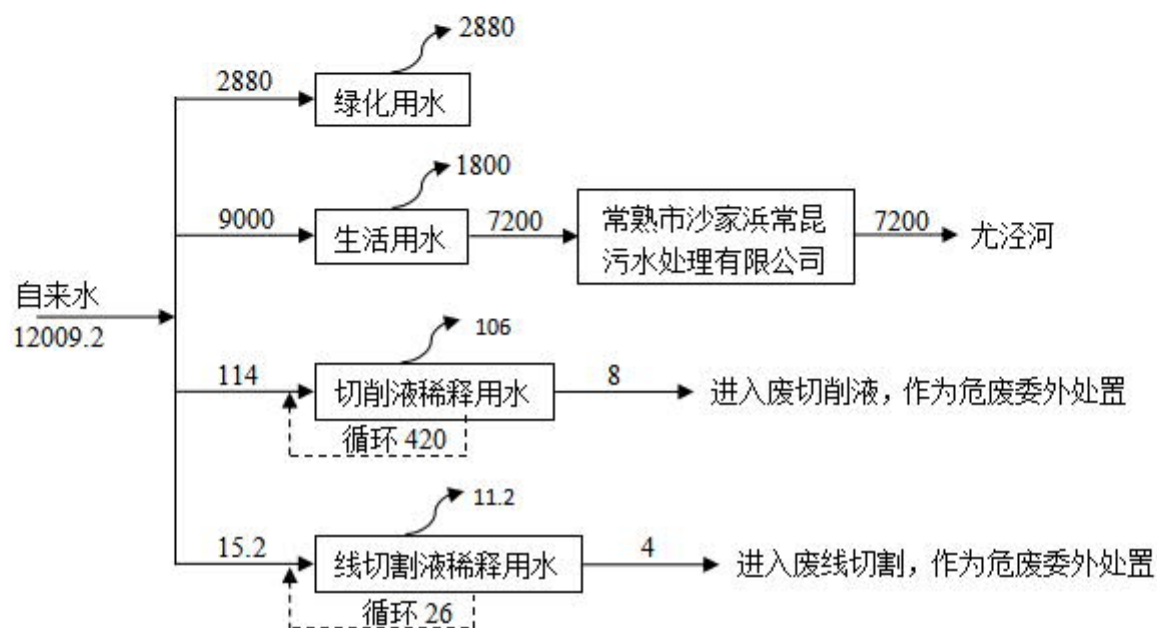 2880
2880
绿化用水
1800
9000
生活用水
7200
常熟市沙家浜常昆
污水处理有限公司
7200
尤泾河
自来水
12009.2
106
114
切削液稀释用水
8
进入废切削液，作为危废委外处置
循环 420
11.2
15.2
线切割液稀释用水
4
进入废线切割，作为危废委外处置
循环 26